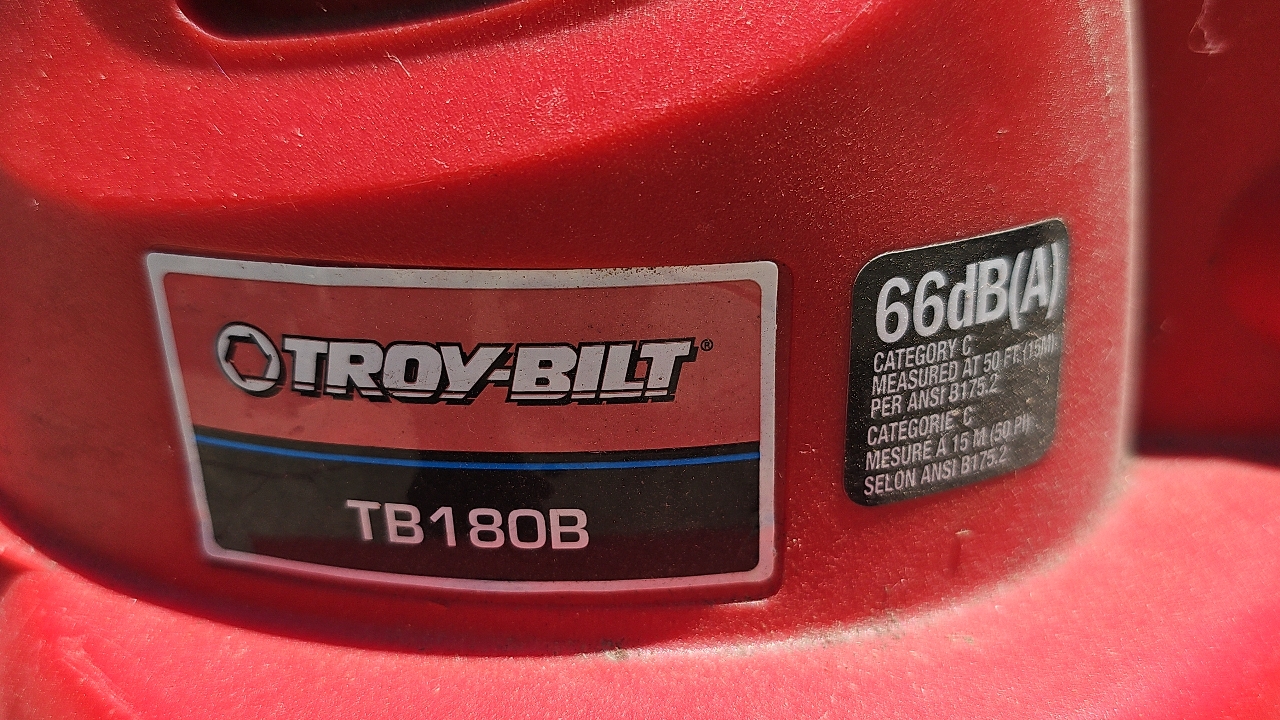 TROY-BILT®
TB180B
66dB(A)
CATEGORY C
MEASURED AT 50 FT.(15M)
PER ANSI B175.2
CATEGORIE C
MESURÉ À 15 M (50 PI)
SELON ANSI B175.2